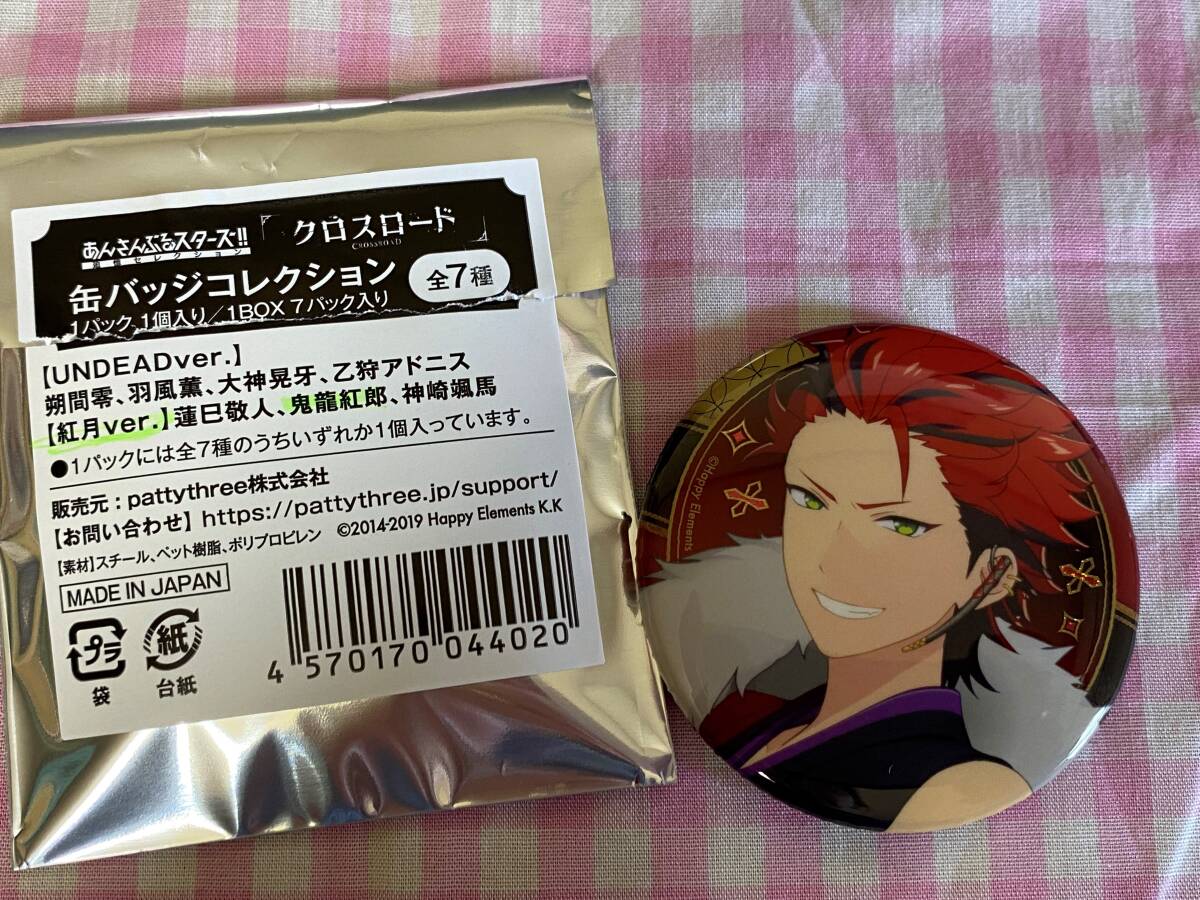 あんさんぶるスターズ!!
追憶セレクション
「クロスロード」
CROSSROAD
缶バッジコレクション
全7種
1パック 1個入り/1BOX 7パック入り
【UNDEADver.】
朔間零、羽風薫、大神晃牙、乙狩アドニス
【紅月ver.】蓮巳敬人、鬼龍紅郎、神崎颯馬
●1パックには全7種のうちいずれか1個入っています。
販売元:pattythree株式会社
【お問い合わせ】https://pattythree.jp/support/
【素材】スチール、ペット樹脂、ポリプロピレン ©2014-2019 Happy Elements K.K
MADE IN JAPAN
プラ
袋
紙
台紙
4 570170 044020
©Happy Elements